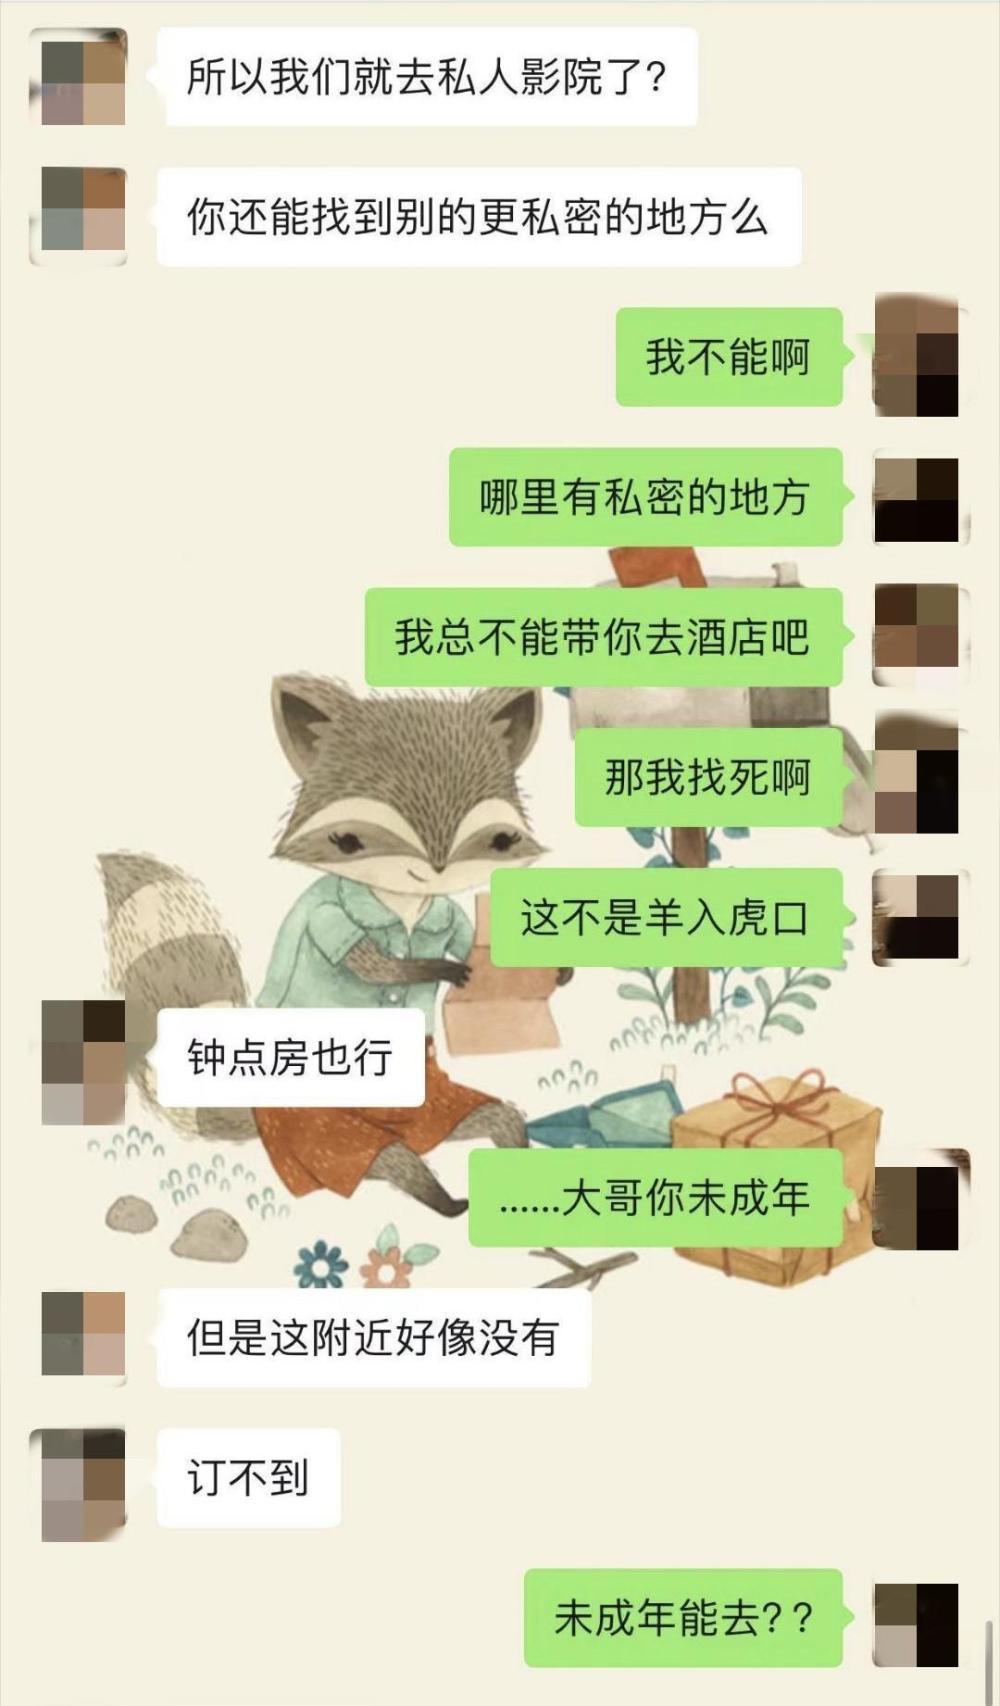 所以我们就去私人影院了?
你还能找到别的更私密的地方么
我不能啊
哪里有私密的地方
我总不能带你去酒店吧
那我找死啊
这不是羊入虎口
钟点房也行
......大哥你未成年
但是这附近好像没有
订不到
未成年能去? ?